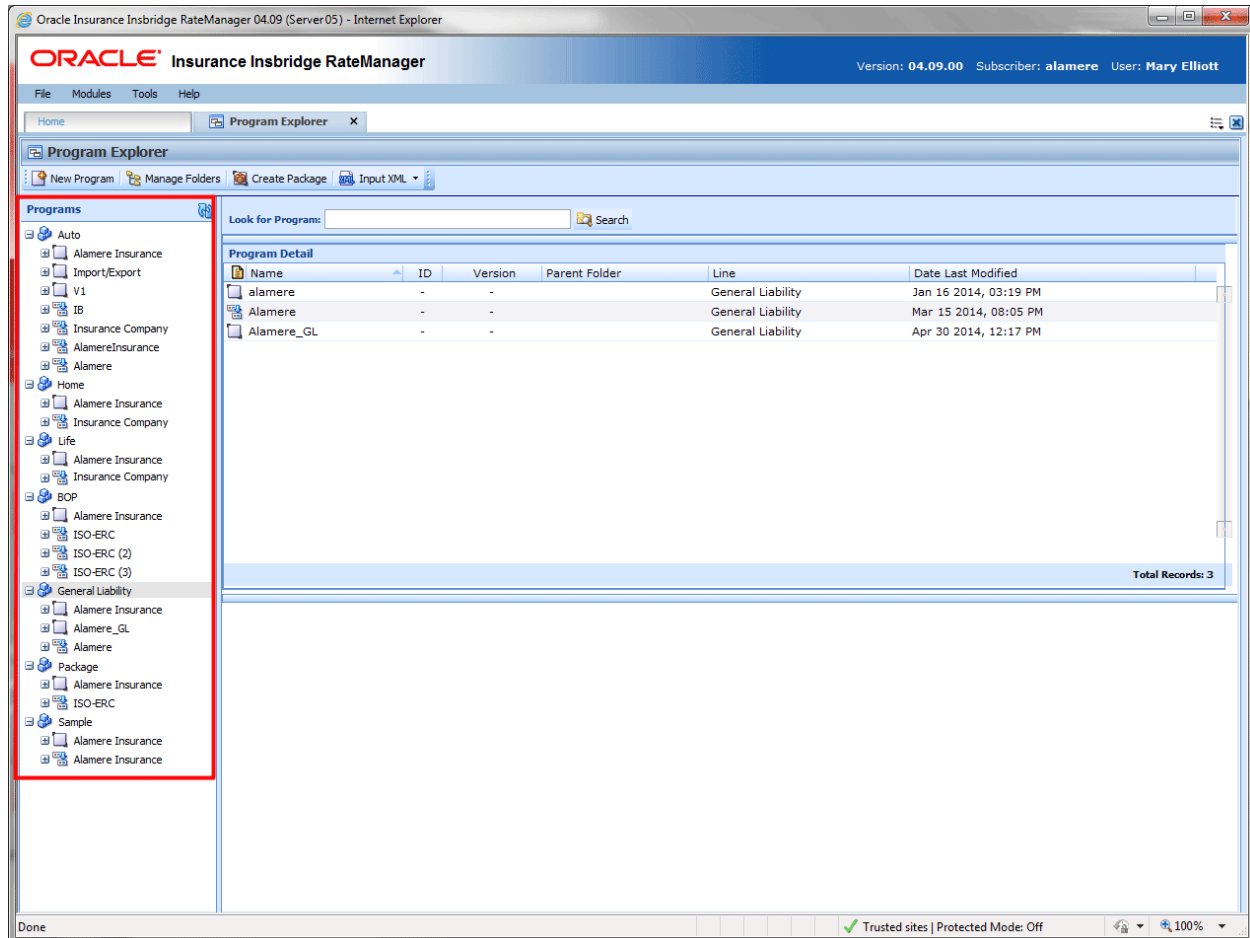 Oracle Insurance Insbridge RateManager 04.09 (Server05) - Internet Explorer
ORACLE Insurance Insbridge RateManager
Version: 04.09.00 Subscriber: alamere User: Mary Elliott
File Modules Tools Help
Home Program Explorer
Program Explorer
New Program Manage Folders Create Package Input XML
Programs
Auto
Alamere Insurance
Import/Export
V1
IB
Insurance Company
AlamereInsurance
Alamere
Home
Alamere Insurance
Insurance Company
Life
Alamere Insurance
Insurance Company
BOP
Alamere Insurance
ISO-ERC
ISO-ERC (2)
ISO-ERC (3)
General Liability
Alamere Insurance
Alamere_GL
Alamere
Package
Alamere Insurance
ISO-ERC
Sample
Alamere Insurance
Alamere Insurance
Look for Program: Search
Program Detail
Name ID Version Parent Folder Line Date Last Modified
alamere - - General Liability Jan 16 2014, 03:19 PM
Alamere - - General Liability Mar 15 2014, 08:05 PM
Alamere_GL - - General Liability Apr 30 2014, 12:17 PM
Total Records: 3
Done Trusted sites | Protected Mode: Off 100%